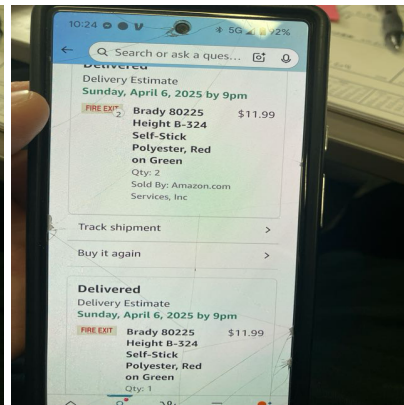 10:24
5G 72%
Search or ask a ques...
Delivered
Delivery Estimate
Sunday, April 6, 2025 by 9pm
FIRE EXIT
2
Brady 80225 $11.99
Height B-324
Self-Stick
Polyester, Red
on Green
Qty: 2
Sold By: Amazon.com
Services, Inc
Track shipment
Buy it again
Delivered
Delivery Estimate
Sunday, April 6, 2025 by 9pm
FIRE EXIT
Brady 80225 $11.99
Height B-324
Self-Stick
Polyester, Red
on Green
Qty: 1